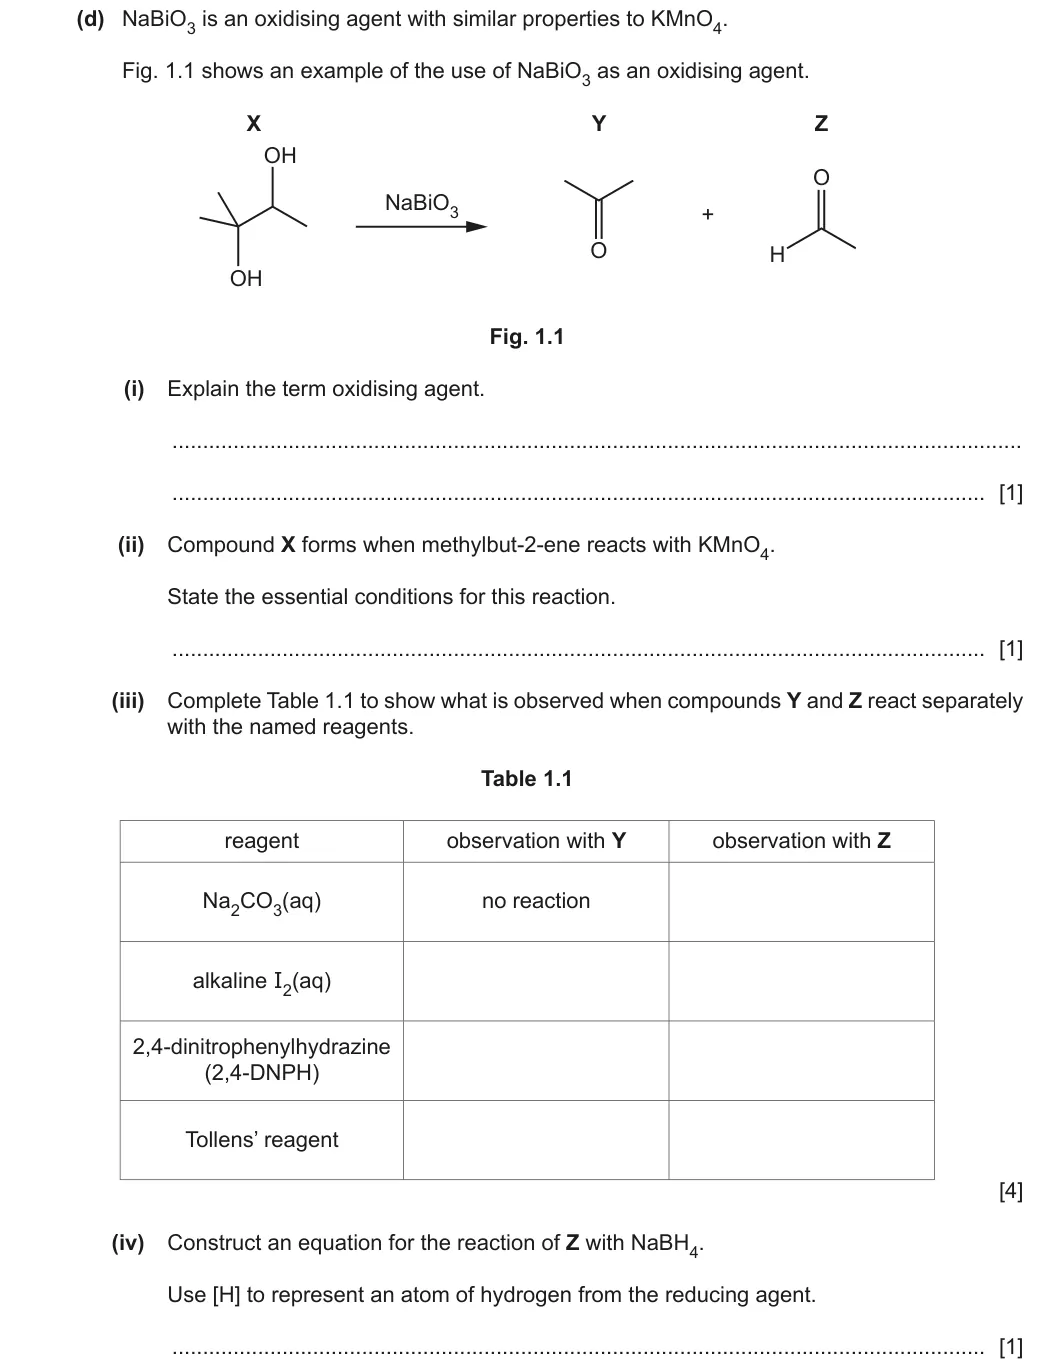 (d) NaBiO3 is an oxidising agent with similar properties to KMnO4.
Fig. 1.1 shows an example of the use of NaBiO3 as an oxidising agent.
X Y Z
OH
O
NaBiO3
+
O
H
OH
Fig. 1.1
(i) Explain the term oxidising agent.
..........................................................................................................................................
.................................................................................................................................... [1]
(ii) Compound X forms when methylbut-2-ene reacts with KMnO4.
State the essential conditions for this reaction.
.................................................................................................................................... [1]
(iii) Complete Table 1.1 to show what is observed when compounds Y and Z react separately
with the named reagents.
Table 1.1
reagent observation with Y observation with Z
Na2CO3(aq) no reaction
alkaline I2(aq)
2,4-dinitrophenylhydrazine
(2,4-DNPH)
Tollens’ reagent
[4]
(iv) Construct an equation for the reaction of Z with NaBH4.
Use [H] to represent an atom of hydrogen from the reducing agent.
.................................................................................................................................... [1]